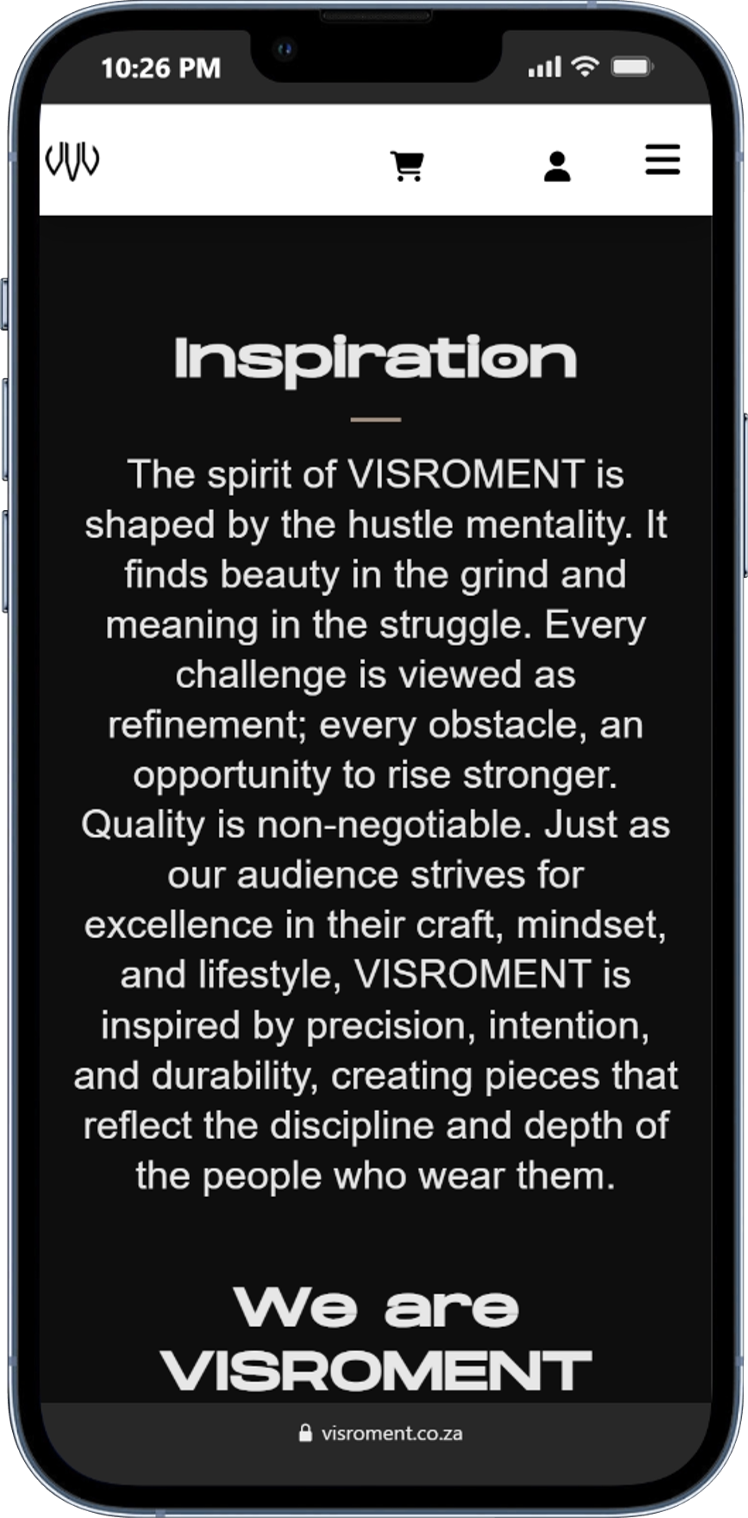 10:26 PM
Inspiration
The spirit of VISROMENT is
shaped by the hustle mentality. It
finds beauty in the grind and
meaning in the struggle. Every
challenge is viewed as
refinement; every obstacle, an
opportunity to rise stronger.
Quality is non-negotiable. Just as
our audience strives for
excellence in their craft, mindset,
and lifestyle, VISROMENT is
inspired by precision, intention,
and durability, creating pieces that
reflect the discipline and depth of
the people who wear them.
We are
VISROMENT
visroment.co.za